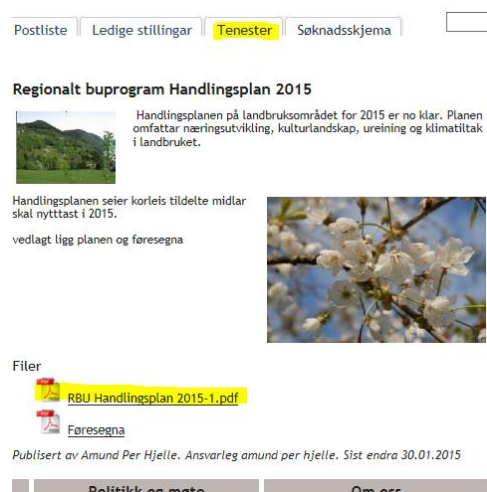 Postliste Ledige stillingar Tenester Søknadsskjema
Regionalt buprogram Handlingsplan 2015
Handlingsplanen på landbruksområdet for 2015 er no klar. Planen
omfattar næringsutvikling, kulturlandskap, ureining og klimatiltak
i landbruket.
Handlingsplanen seier korleis tildelte midlar
skal nytttast i 2015.
vedlagt ligg planen og føresegna
Filer
RBU Handlingsplan 2015-1.pdf
Føresegna
Publisert av Amund Per Hjelle. Ansvarleg amund per hjelle. Sist endra 30.01.2015
Politikk og møte Om oss